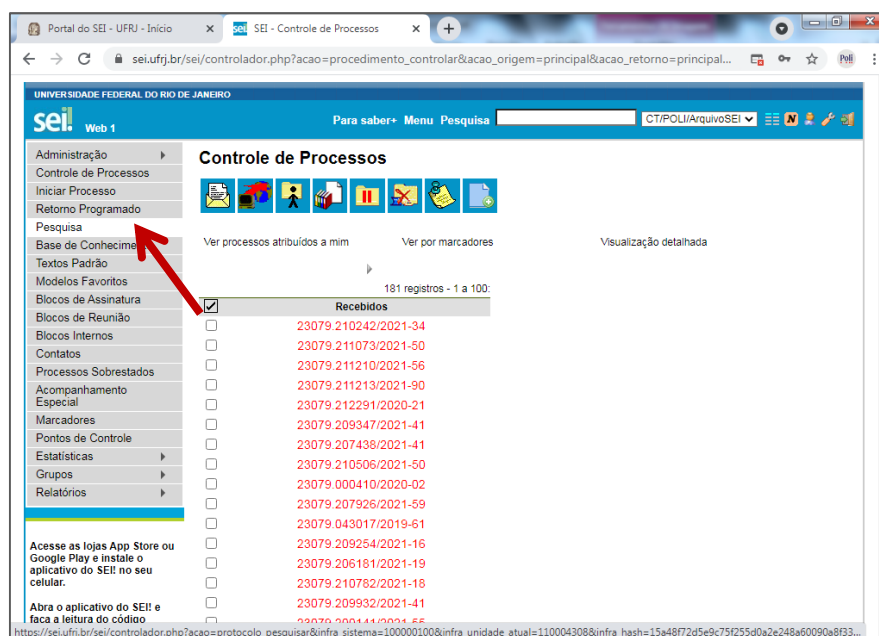 Portal do SEI - UFRJ - Início
SEI - Controle de Processos
sei.ufrj.br/sei/controlador.php?acao=procedimento_controlar&acao_origem=principal&acao_retorno=principal...
Poli
UNIVERSIDADE FEDERAL DO RIO DE JANEIRO
sei! Web 1
Para saber+ Menu Pesquisa
CT/POLI/ArquivoSEI
N
Administração
Controle de Processos
Iniciar Processo
Retorno Programado
Pesquisa
Base de Conhecime
Textos Padrão
Modelos Favoritos
Blocos de Assinatura
Blocos de Reunião
Blocos Internos
Contatos
Processos Sobrestados
Acompanhamento
Especial
Marcadores
Pontos de Controle
Estatísticas
Grupos
Relatórios
Acesse as lojas App Store ou
Google Play e instale o
aplicativo do SEI! no seu
celular.
Abra o aplicativo do SEI! e
faça a leitura do código
Controle de Processos
Ver processos atribuídos a mim
Ver por marcadores
Visualização detalhada
181 registros - 1 a 100:
Recebidos
23079.210242/2021-34
23079.211073/2021-50
23079.211210/2021-56
23079.211213/2021-90
23079.212291/2020-21
23079.209347/2021-41
23079.207438/2021-41
23079.210506/2021-50
23079.000410/2020-02
23079.207926/2021-59
23079.043017/2019-61
23079.209254/2021-16
23079.206181/2021-19
23079.210782/2021-18
23079.209932/2021-41
https://sei.ufrj.br/sei/controlador.php?acao=protocolo_pesquisar&infra_sistema=100000100&infra_unidade_atual=110004308&infra_hash=15a48f72d5e9c75f255d0a2e248a60090a8f33...